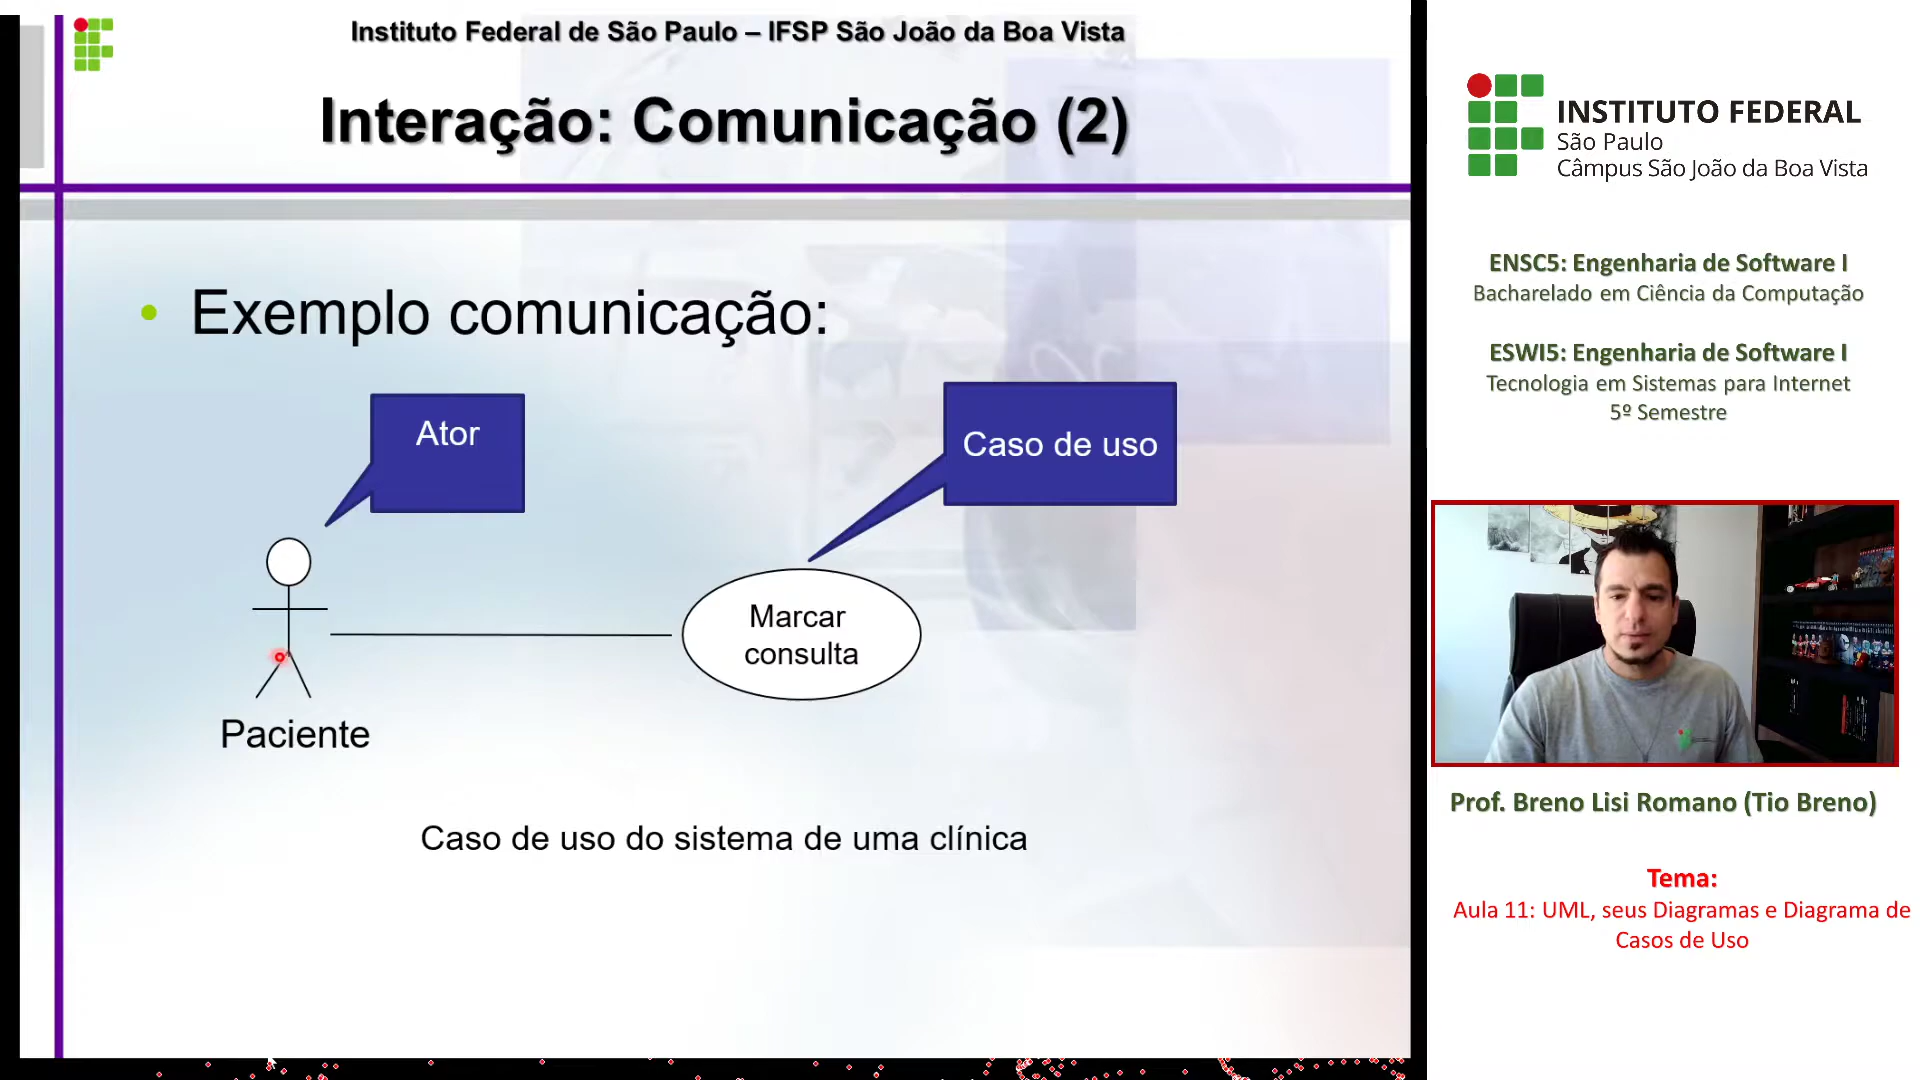 Instituto Federal de São Paulo – IFSP São João da Boa Vista
Interação: Comunicação (2)
Exemplo comunicação:
Ator
Caso de uso
Marcar
consulta
Paciente
Caso de uso do sistema de uma clínica
INSTITUTO FEDERAL
São Paulo
Câmpus São João da Boa Vista
ENSC5: Engenharia de Software I
Bacharelado em Ciência da Computação
ESWI5: Engenharia de Software I
Tecnologia em Sistemas para Internet
5º Semestre
Prof. Breno Lisi Romano (Tio Breno)
Tema:
Aula 11: UML, seus Diagramas e Diagrama de
Casos de Uso